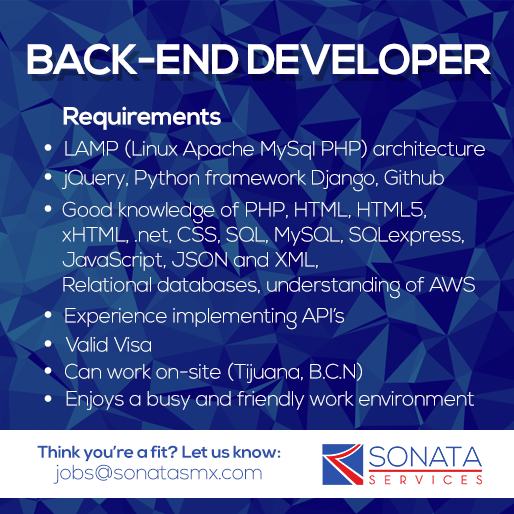 BACK-END DEVELOPER
Requirements
• LAMP (Linux Apache MySql PHP) architecture
• jQuery, Python framework Django, Github
• Good knowledge of PHP, HTML, HTML5,
xHTML, .net, CSS, SQL, MySQL, SQLexpress,
JavaScript, JSON and XML,
Relational databases, understanding of AWS
• Experience implementing API's
• Valid Visa
• Can work on-site (Tijuana, B.C.N)
• Enjoys a busy and friendly work environment
Think you're a fit? Let us know:
jobs@sonatasmx.com
SONATA
SERVICES